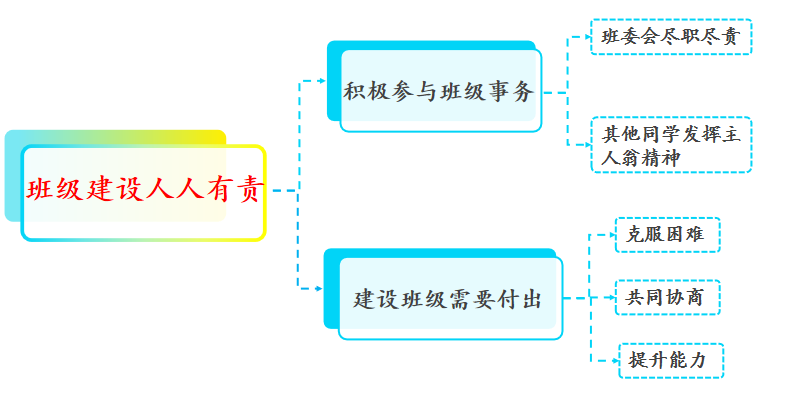 班级建设人人有责
积极参与班级事务
班委会尽职尽责
其他同学发挥主
人翁精神
建设班级需要付出
克服困难
共同协商
提升能力